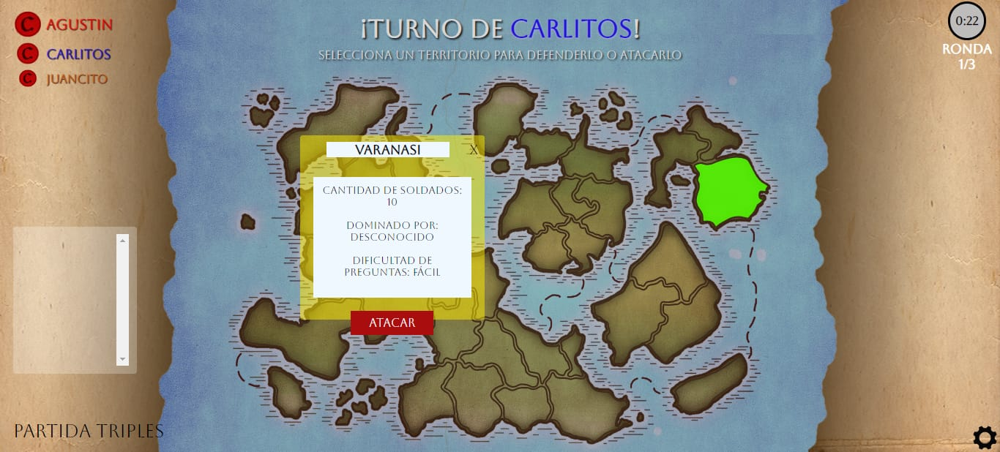 C AGUSTIN
C CARLITOS
C JUANCITO
¡TURNO DE CARLITOS!
SELECCIONA UN TERRITORIO PARA DEFENDERLO O ATACARLO
0:22
RONDA
1/3
VARANASI
X
CANTIDAD DE SOLDADOS:
10
DOMINADO POR:
DESCONOCIDO
DIFICULTAD DE
PREGUNTAS: FÁCIL
ATACAR
PARTIDA TRIPLES